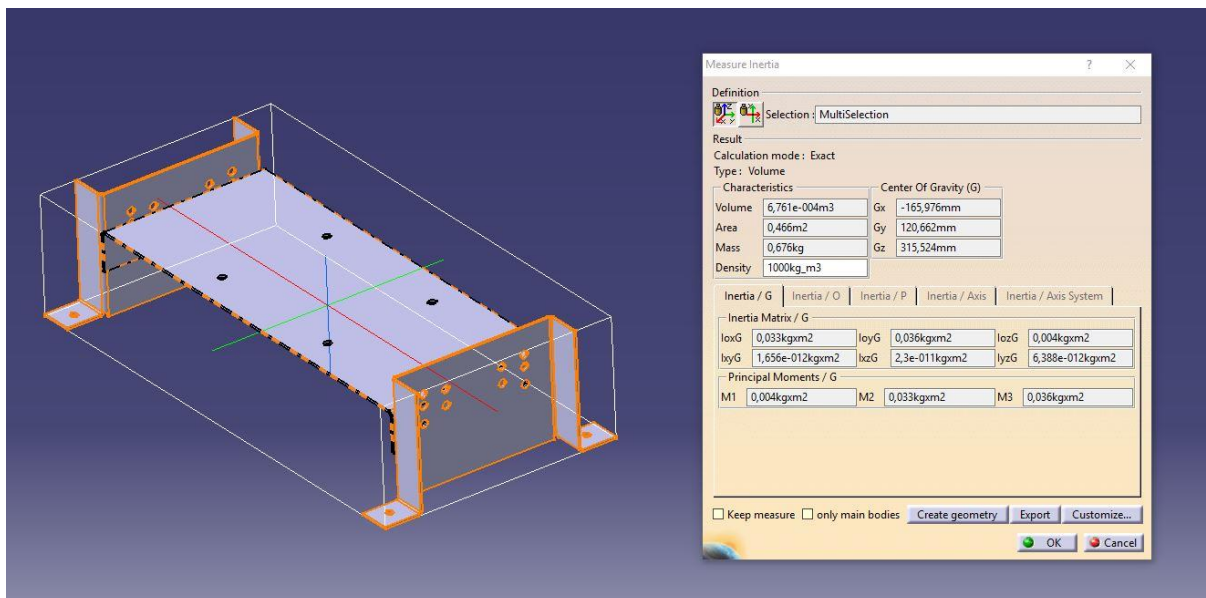 Measure Inertia ? ×
Definition
Selection : MultiSelection
Result
Calculation mode : Exact
Type : Volume
Characteristics Center Of Gravity (G)
Volume 6,761e-004m3 Gx -165,976mm
Area 0,466m2 Gy 120,662mm
Mass 0,676kg Gz 315,524mm
Density 1000kg_m3
Inertia / G Inertia / O Inertia / P Inertia / Axis Inertia / Axis System
Inertia Matrix / G
IoxG 0,033kgxm2 IoyG 0,036kgxm2 IozG 0,004kgxm2
IxyG 1,656e-012kgxm2 IxzG 2,3e-011kgxm2 IyzG 6,388e-012kgxm2
Principal Moments / G
M1 0,004kgxm2 M2 0,033kgxm2 M3 0,036kgxm2
Keep measure only main bodies Create geometry Export Customize...
OK Cancel